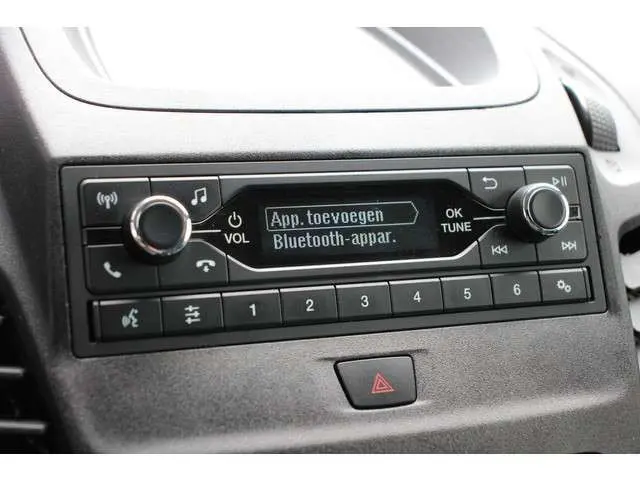 App. toevoegen
Bluetooth-appar.
VOL
OK
TUNE
1 2 3 4 5 6